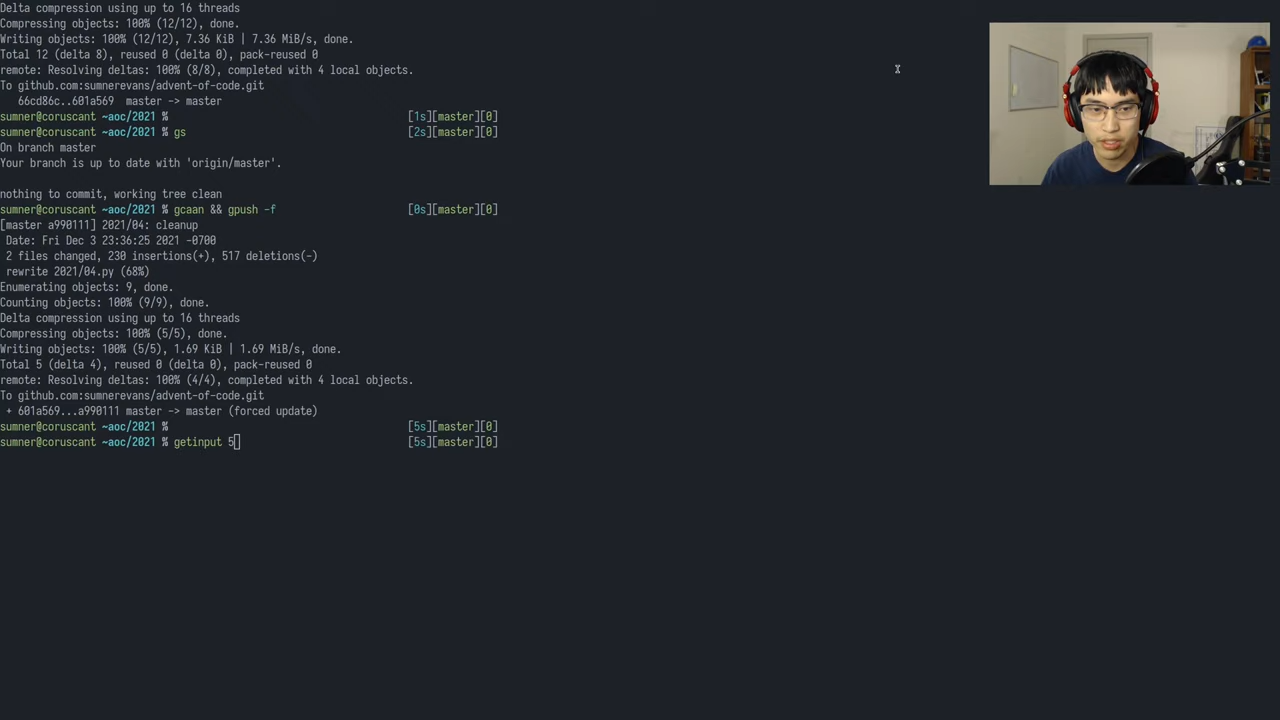 Delta compression using up to 16 threads
Compressing objects: 100% (12/12), done.
Writing objects: 100% (12/12), 7.36 KiB | 7.36 MiB/s, done.
Total 12 (delta 8), reused 0 (delta 0), pack-reused 0
remote: Resolving deltas: 100% (8/8), completed with 4 local objects.
To github.com:sumnerevans/advent-of-code.git
   66cd86c..601a569  master -> master
sumner@coruscant ~aoc/2021 % [1s][master][0]
sumner@coruscant ~aoc/2021 % gs [2s][master][0]
On branch master
Your branch is up to date with 'origin/master'.
nothing to commit, working tree clean
sumner@coruscant ~aoc/2021 % gcaan && gpush -f [0s][master][0]
[master a990111] 2021/04: cleanup
 Date: Fri Dec 3 23:36:25 2021 -0700
 2 files changed, 230 insertions(+), 517 deletions(-)
 rewrite 2021/04.py (68%)
Enumerating objects: 9, done.
Counting objects: 100% (9/9), done.
Delta compression using up to 16 threads
Compressing objects: 100% (5/5), done.
Writing objects: 100% (5/5), 1.69 KiB | 1.69 MiB/s, done.
Total 5 (delta 4), reused 0 (delta 0), pack-reused 0
remote: Resolving deltas: 100% (4/4), completed with 4 local objects.
To github.com:sumnerevans/advent-of-code.git
 + 601a569...a990111 master -> master (forced update)
sumner@coruscant ~aoc/2021 % [5s][master][0]
sumner@coruscant ~aoc/2021 % getinput 5 [5s][master][0]